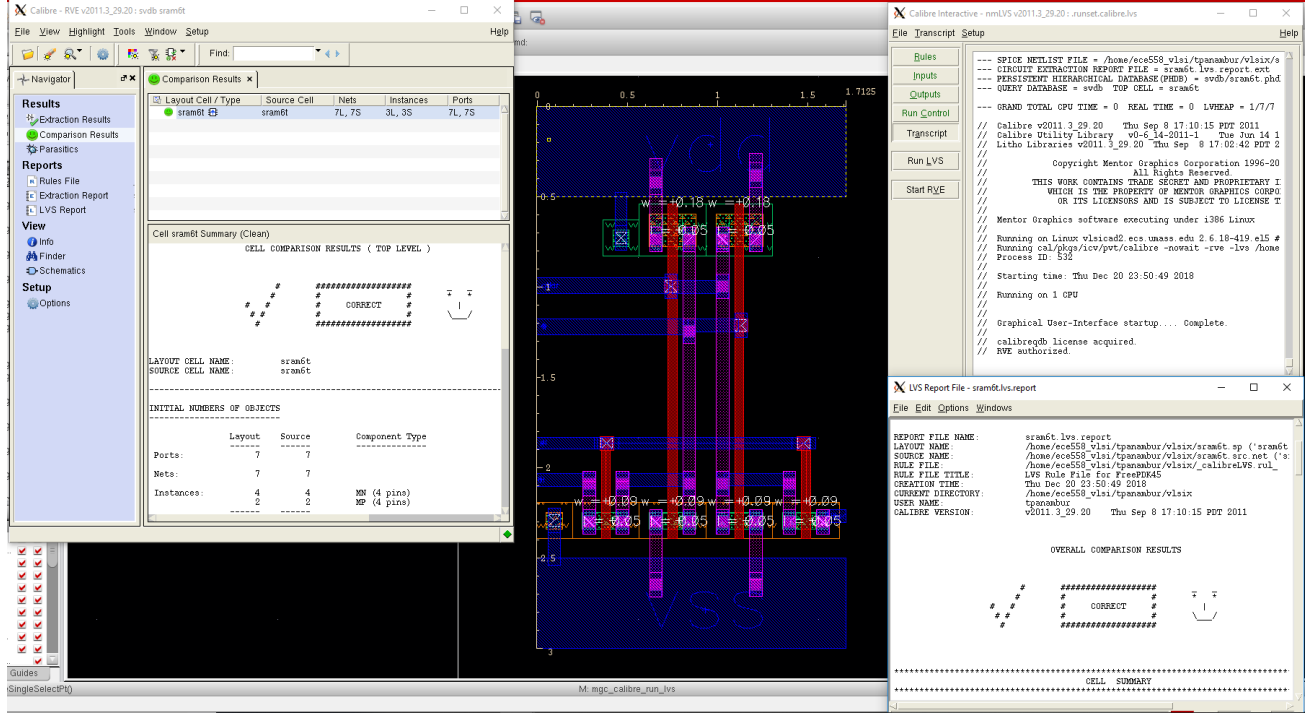 Calibre - RVE v2011.3_29.20 : svdb sram6t
File View Highlight Tools Window Setup Help
Find:
Navigator
Results
Extraction Results
Comparison Results
Parasitics
Reports
Rules File
Extraction Report
LVS Report
View
Info
Finder
Schematics
Setup
Options
Comparison Results ×
Layout Cell / Type Source Cell Nets Instances Ports
sram6t sram6t 7L, 7S 3L, 3S 7L, 7S
Cell sram6t Summary (Clean)
CELL COMPARISON RESULTS ( TOP LEVEL )
# ################### _ _
# # # * *
# # # CORRECT # |
# # # # \___/
# ###################
LAYOUT CELL NAME: sram6t
SOURCE CELL NAME: sram6t
INITIAL NUMBERS OF OBJECTS
Layout Source Component Type
Ports: 7 7
Nets: 7 7
Instances: 4 4 MN (4 pins)
2 2 MP (4 pins)
Guides
SingleSelectPt()
md:
0 0.5 1 1.5 1.7125
0
0.5
1
1.5
2
2.5
3
Vdd
w=+0.18 w=+0.18
l=0.05 l=0.05
w=+0.09 w=+0.09 w=+0.09 w=+0.09
l=0.05 l=0.05 l=0.05 l=0.05
VSS
M: mgc_calibre_run_lvs
Calibre Interactive - nmLVS v2011.3_29.20 : .runset.calibre.lvs
File Transcript Setup Help
Rules
Inputs
Outputs
Run Control
Transcript
Run LVS
Start RVE
--- SPICE NETLIST FILE = /home/ece558_vlsi/tpanambur/vlsix/s
--- CIRCUIT EXTRACTION REPORT FILE = sram6t.lvs.report.ext
--- PERSISTENT HIERARCHICAL DATABASE(PHDB) = svdb/sram6t.phd
--- QUERY DATABASE = svdb TOP CELL = sram6t
--- GRAND TOTAL CPU TIME = 0 REAL TIME = 0 LVHEAP = 1/7/7
// Calibre v2011.3_29.20 Thu Sep 8 17:10:15 PDT 2011
// Calibre Utility Library v0-6_14-2011-1 Tue Jun 14 1
// Litho Libraries v2011.3_29.20 Thu Sep 8 17:02:42 PDT 2
//
// Copyright Mentor Graphics Corporation 1996-20
// All Rights Reserved.
// THIS WORK CONTAINS TRADE SECRET AND PROPRIETARY I
// WHICH IS THE PROPERTY OF MENTOR GRAPHICS CORPO
// OR ITS LICENSORS AND IS SUBJECT TO LICENSE T
//
// Mentor Graphics software executing under i386 Linux
//
// Running on Linux vlsicad2.ecs.umass.edu 2.6.18-419.el5 #
// Running cal/pkgs/icv/pvt/calibre -nowait -rve -lvs /home
// Process ID: 532
//
// Starting time: Thu Dec 20 23:50:49 2018
//
// Running on 1 CPU
//
//
// Graphical User-Interface startup.... Complete.
//
// calibreqdb license acquired.
// RVE authorized.
LVS Report File - sram6t.lvs.report
File Edit Options Windows
REPORT FILE NAME: sram6t.lvs.report
LAYOUT NAME: /home/ece558_vlsi/tpanambur/vlsix/sram6t.sp ('sram6t
SOURCE NAME: /home/ece558_vlsi/tpanambur/vlsix/sram6t.src.net ('s
RULE FILE: /home/ece558_vlsi/tpanambur/vlsix/_calibreLVS.rul_
RULE FILE TITLE: LVS Rule File for FreePDK45
CREATION TIME: Thu Dec 20 23:50:49 2018
CURRENT DIRECTORY: /home/ece558_vlsi/tpanambur/vlsix
USER NAME: tpanambur
CALIBRE VERSION: v2011.3_29.20 Thu Sep 8 17:10:15 PDT 2011
OVERALL COMPARISON RESULTS
# ################### _ _
# # # * *
# # # CORRECT # |
# # # # \___/
# ###################
CELL SUMMARY